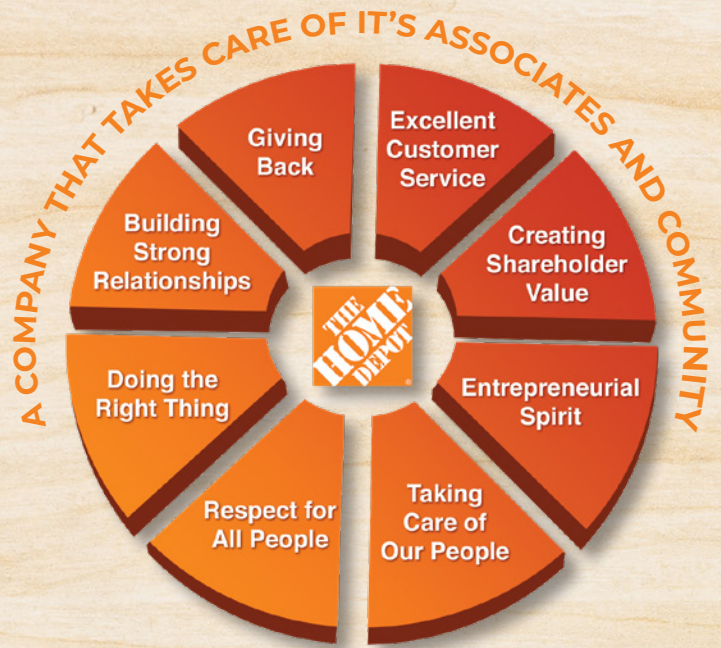 A COMPANY THAT TAKES CARE OF IT'S ASSOCIATES AND COMMUNITY
Excellent
Customer
Service
Creating
Shareholder
Value
Entrepreneurial
Spirit
Taking
Care of
Our People
Respect for
All People
Doing the
Right Thing
Building
Strong
Relationships
Giving
Back
THE
HOME
DEPOT